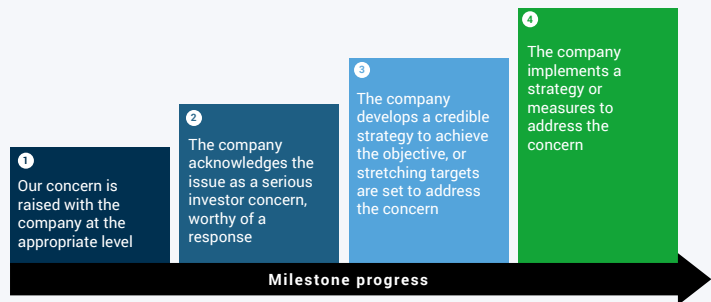 1
Our concern is
raised with the
company at the
appropriate level
2
The company
acknowledges the
issue as a serious
investor concern,
worthy of a
response
3
The company
develops a credible
strategy to achieve
the objective, or
stretching targets
are set to address
the concern
4
The company
implements a
strategy or
measures to
address the
concern
Milestone progress